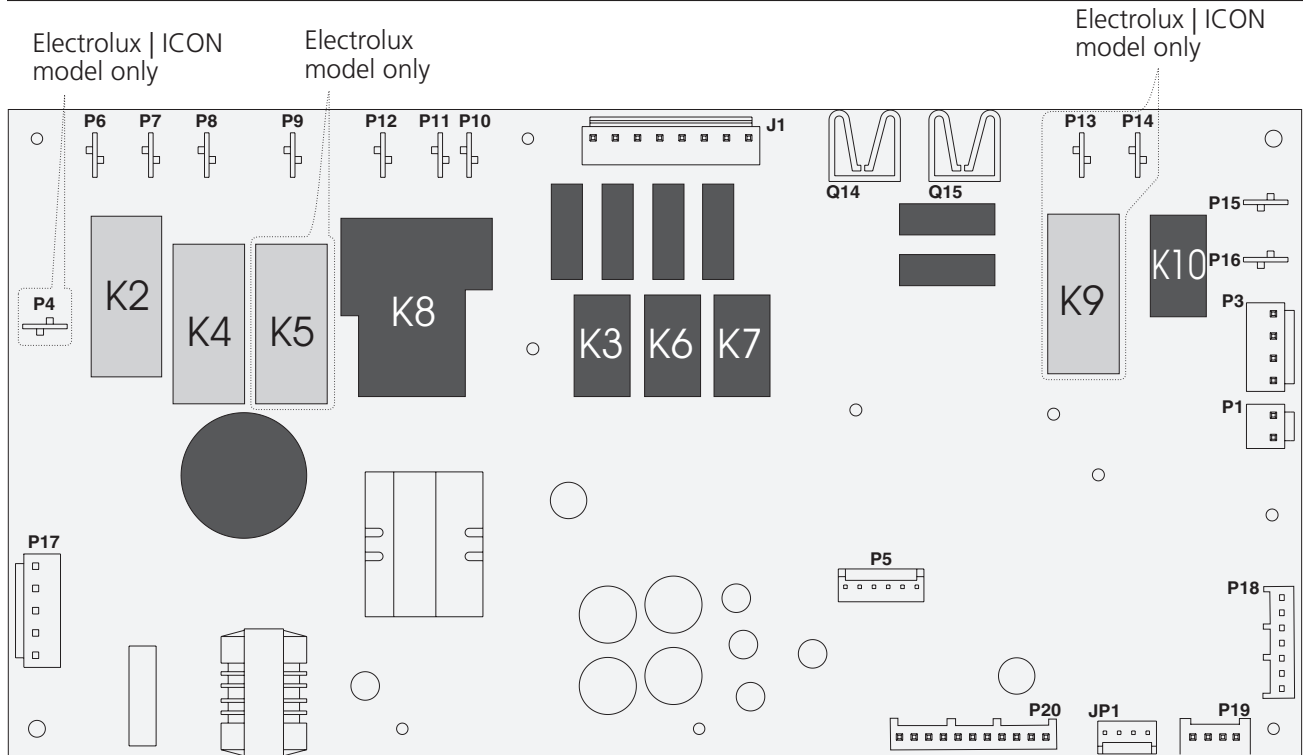 Electrolux | ICON
model only
Electrolux
model only
Electrolux | ICON
model only
P6 P7 P8 P9 P12 P11 P10 J1 Q14 Q15 P13 P14
P15
P16
P4
K2 K4 K5 K8 K3 K6 K7 K9 K10
P3
P1
P17
P5
P18
P20 JP1 P19